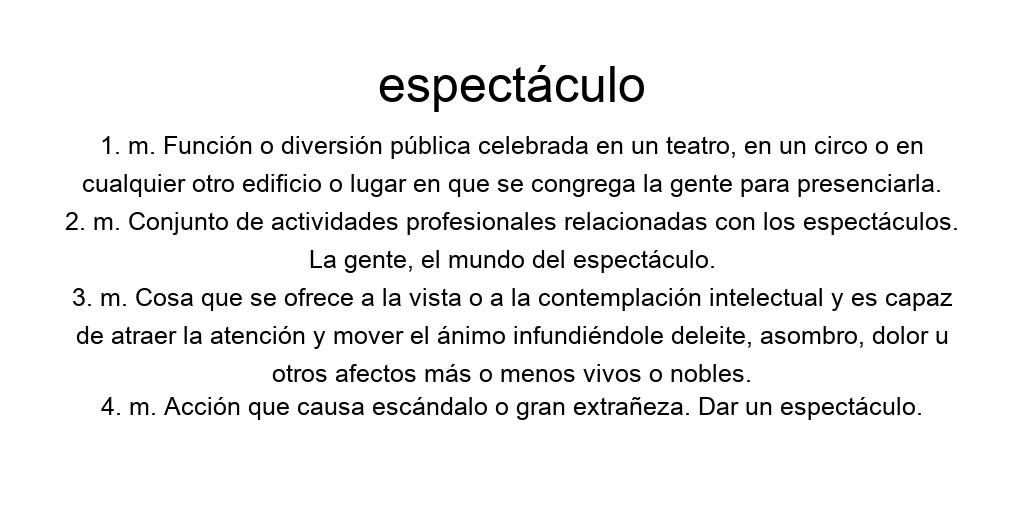 espectáculo
1. m. Función o diversión pública celebrada en un teatro, en un circo o en
cualquier otro edificio o lugar en que se congrega la gente para presenciarla.
2. m. Conjunto de actividades profesionales relacionadas con los espectáculos.
La gente, el mundo del espectáculo.
3. m. Cosa que se ofrece a la vista o a la contemplación intelectual y es capaz
de atraer la atención y mover el ánimo infundiéndole deleite, asombro, dolor u
otros afectos más o menos vivos o nobles.
4. m. Acción que causa escándalo o gran extrañeza. Dar un espectáculo.